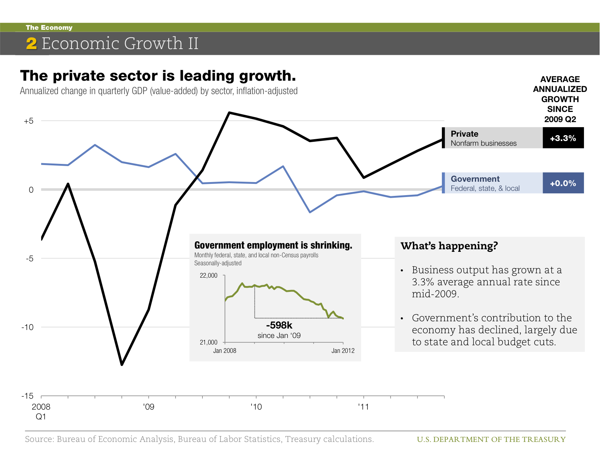 The Economy
2 Economic Growth II
The private sector is leading growth.
Annualized change in quarterly GDP (value-added) by sector, inflation-adjusted
AVERAGE
ANNUALIZED
GROWTH
SINCE
2009 Q2
+5
0
-5
-10
-15
Private
Nonfarm businesses
+3.3%
Government
Federal, state, & local
+0.0%
Government employment is shrinking.
Monthly federal, state, and local non-Census payrolls
Seasonally-adjusted
22,000
21,000
-598k
since Jan '09
Jan 2008
Jan 2012
What's happening?
• Business output has grown at a
3.3% average annual rate since
mid-2009.
• Government's contribution to the
economy has declined, largely due
to state and local budget cuts.
2008
Q1
'09
'10
'11
Source: Bureau of Economic Analysis, Bureau of Labor Statistics, Treasury calculations.
U.S. DEPARTMENT OF THE TREASURY